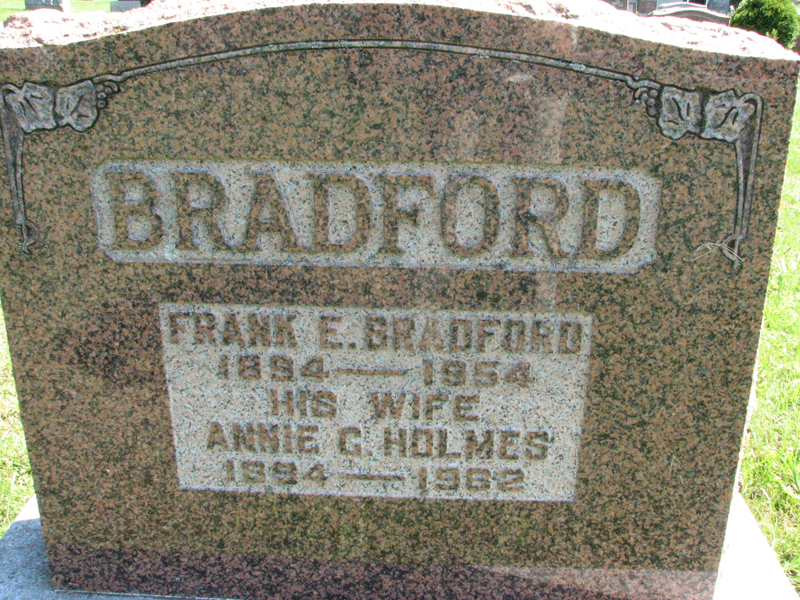 BRADFORD
FRANK E. BRADFORD
1894 — 1954
HIS WIFE
ANNIE G. HOLMES
1894 — 1962